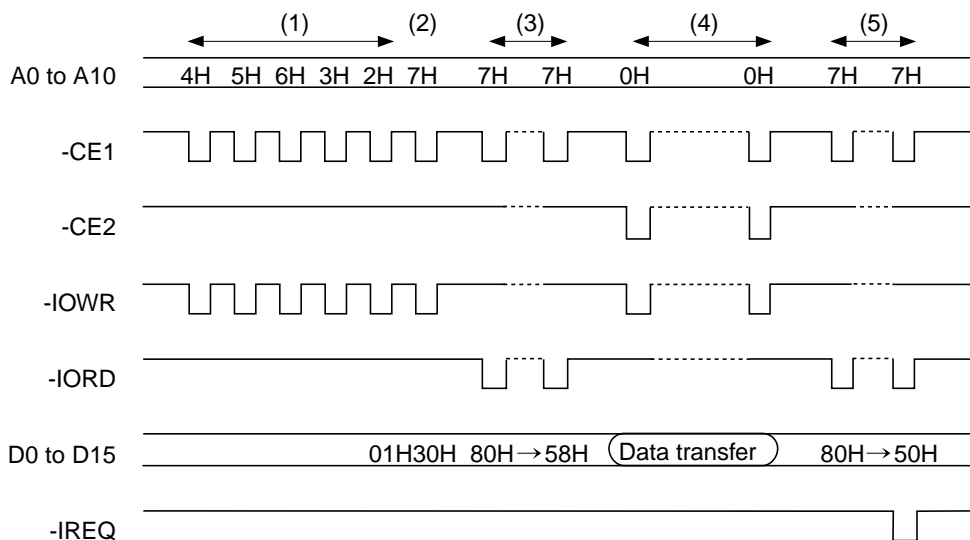 (1) (2) (3) (4) (5)
A0 to A10 4H 5H 6H 3H 2H 7H 7H 7H 0H 0H 7H 7H
-CE1
-CE2
-IOWR
-IORD
D0 to D15 01H30H 80H→58H Data transfer 80H→50H
-IREQ